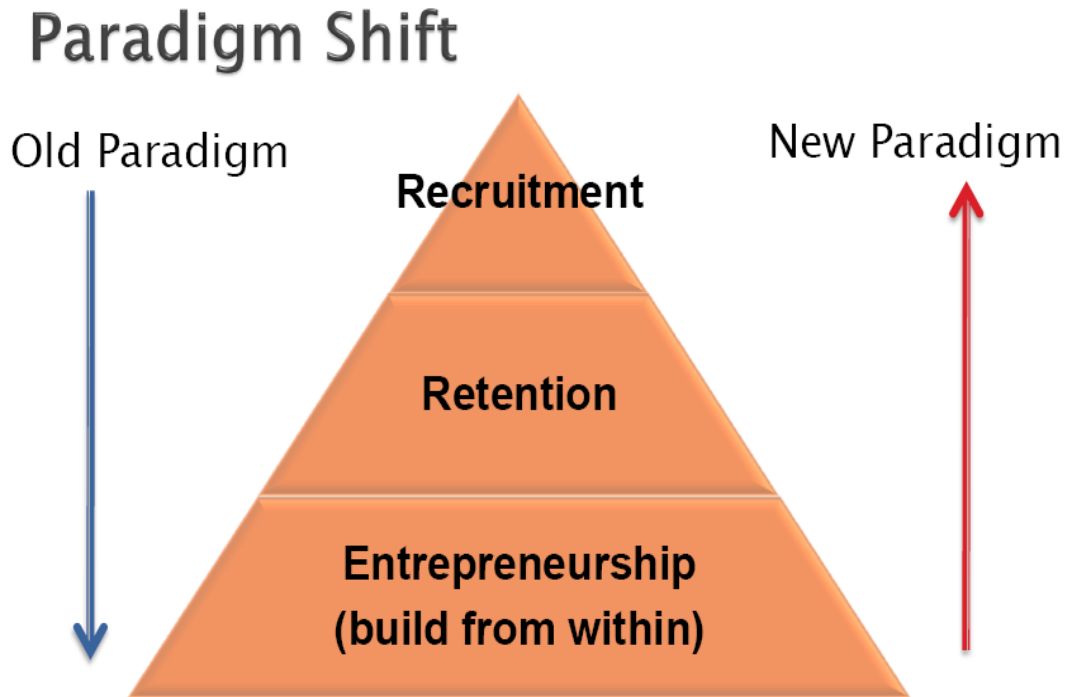 Paradigm Shift
Old Paradigm
New Paradigm
Recruitment
Retention
Entrepreneurship
(build from within)